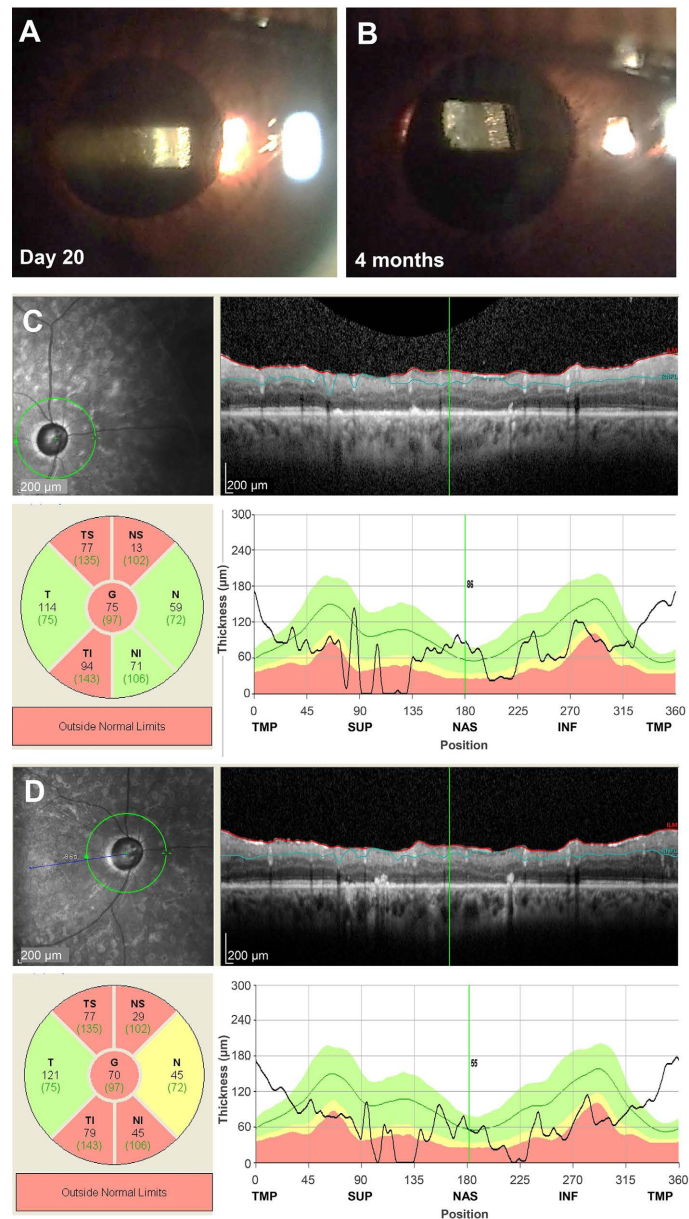 A
B
Day 20
4 months
C
200 µm
200 µm
TS
77
(135)
NS
13
(102)
T
114
(75)
G
75
(97)
N
59
(72)
TI
94
(143)
NI
71
(106)
Outside Normal Limits
Thickness (µm)
300
240
180
120
60
0
86
0 45 90 135 180 225 270 315 360
TMP SUP NAS INF TMP
Position
D
200 µm
200 µm
TS
77
(135)
NS
29
(102)
T
121
(75)
G
70
(97)
N
45
(72)
TI
79
(143)
NI
45
(106)
Outside Normal Limits
Thickness (µm)
300
240
180
120
60
0
55
0 45 90 135 180 225 270 315 360
TMP SUP NAS INF TMP
Position